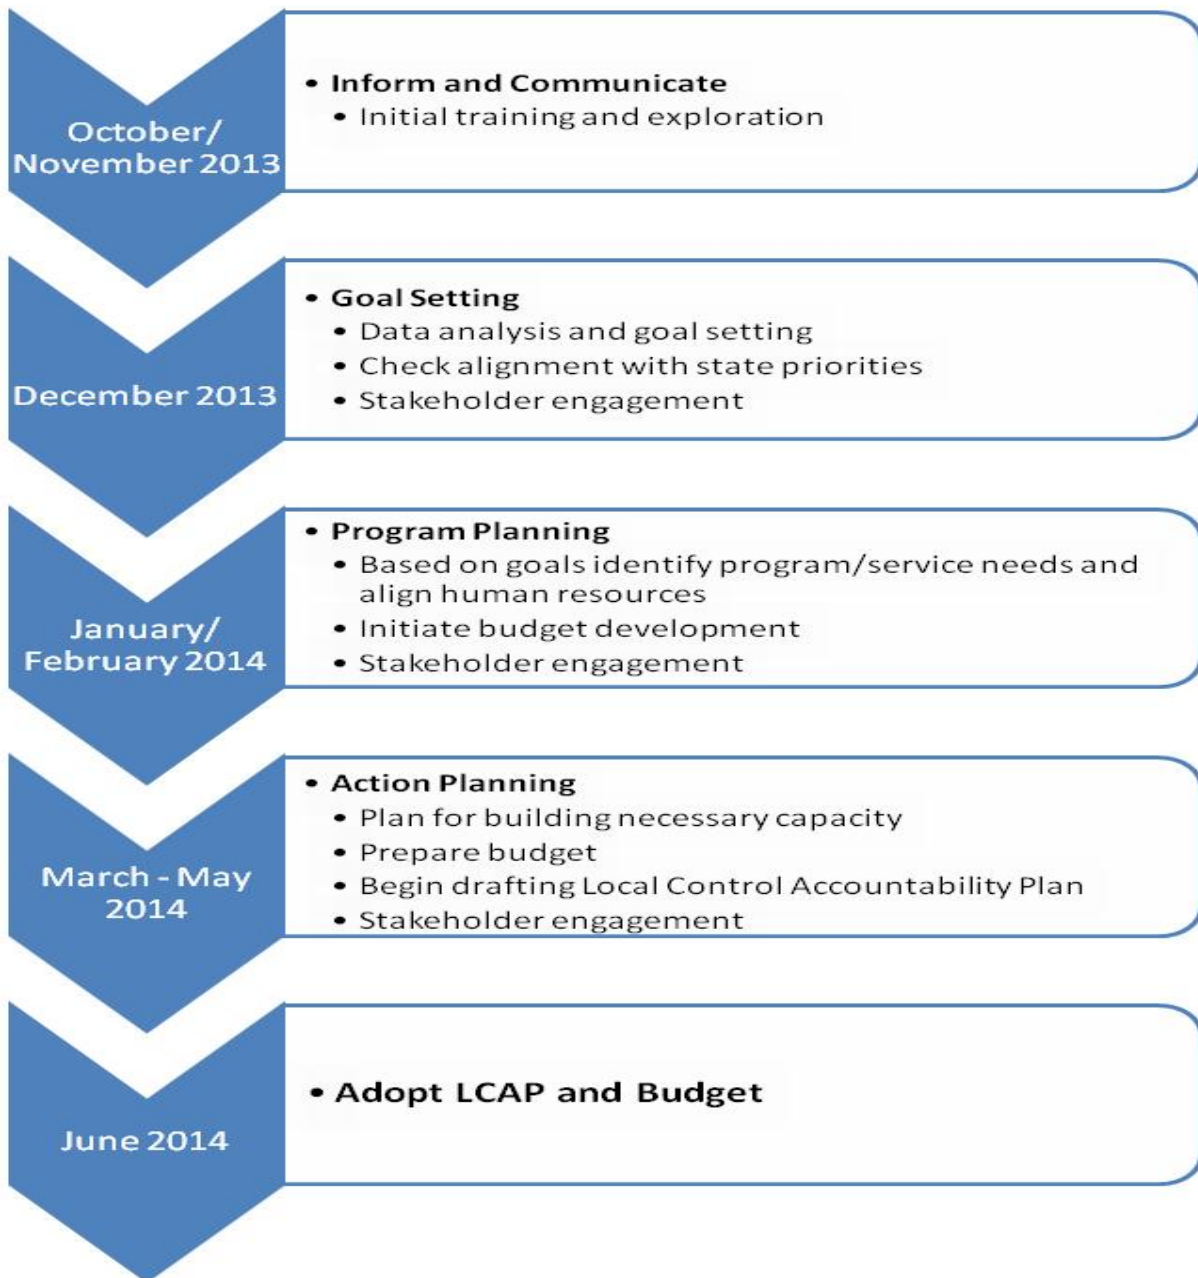 October/
November 2013
• Inform and Communicate
• Initial training and exploration
December 2013
• Goal Setting
• Data analysis and goal setting
• Check alignment with state priorities
• Stakeholder engagement
January/
February 2014
• Program Planning
• Based on goals identify program/service needs and
align human resources
• Initiate budget development
• Stakeholder engagement
March - May
2014
• Action Planning
• Plan for building necessary capacity
• Prepare budget
• Begin drafting Local Control Accountability Plan
• Stakeholder engagement
June 2014
• Adopt LCAP and Budget